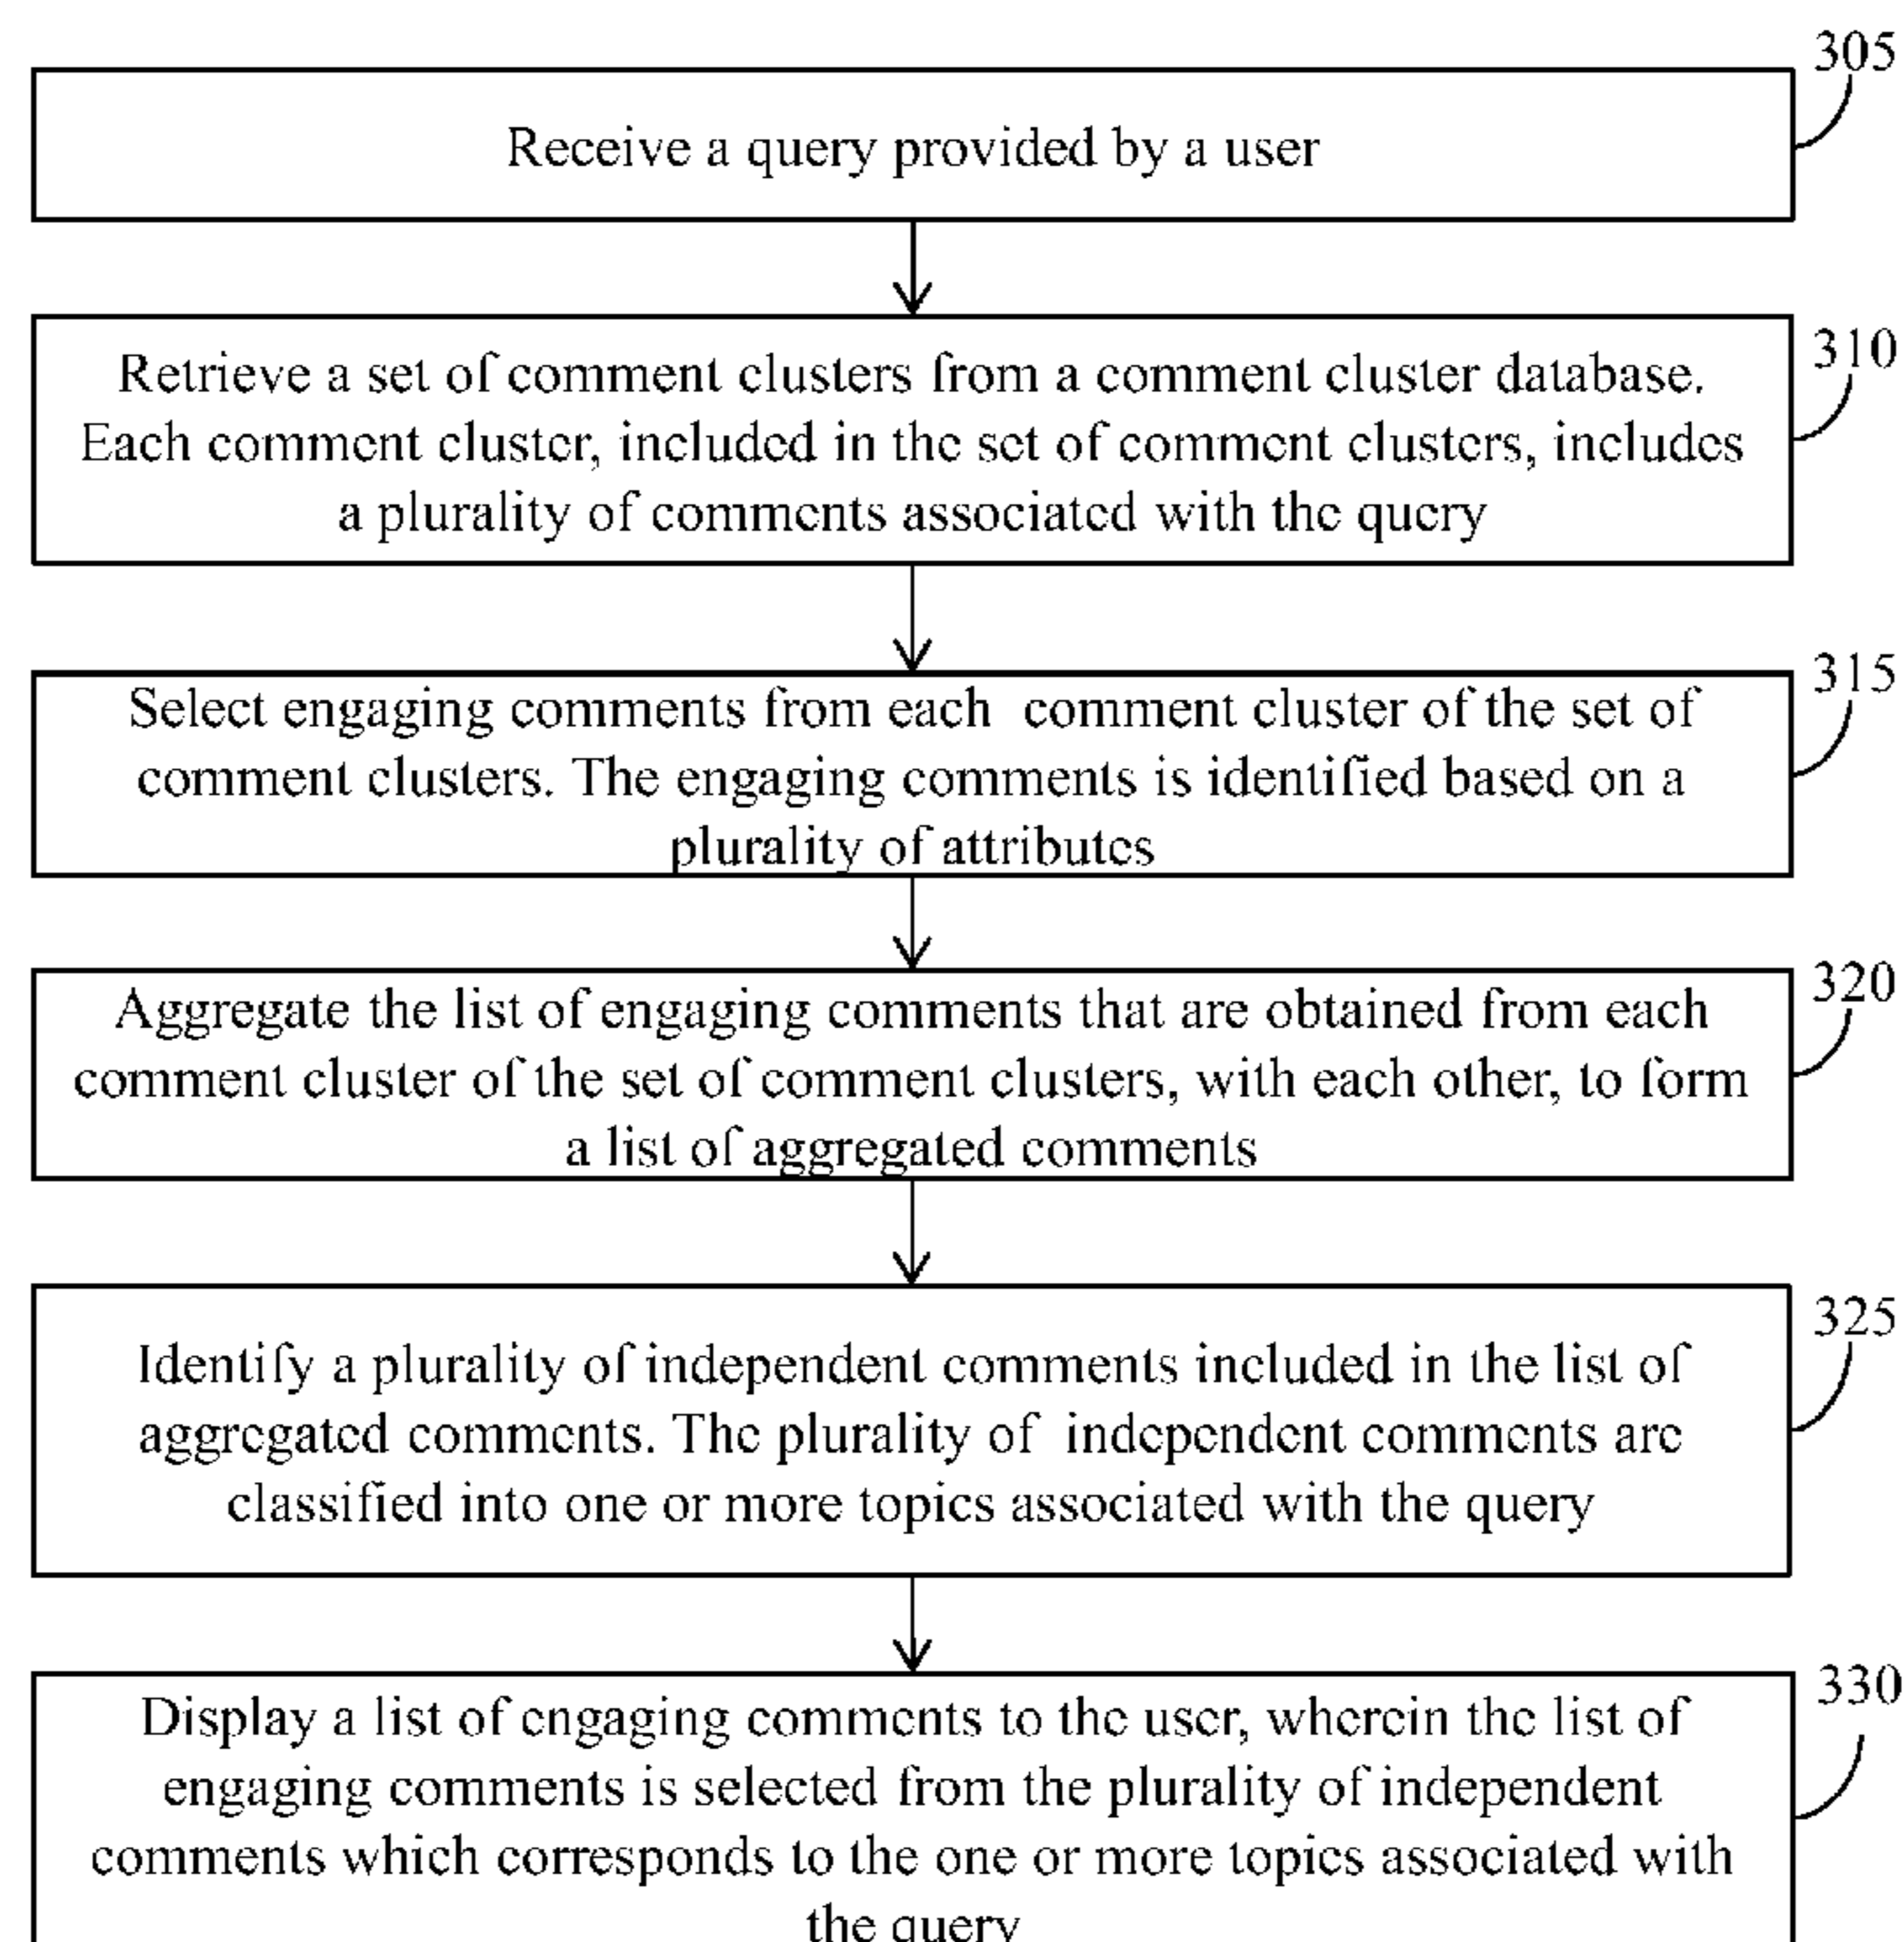 305
Receive a query provided by a user
310
Retrieve a set of comment clusters from a comment cluster database.
Each comment cluster, included in the set of comment clusters, includes
a plurality of comments associated with the query
315
Select engaging comments from each comment cluster of the set of
comment clusters. The engaging comments is identified based on a
plurality of attributes
320
Aggregate the list of engaging comments that are obtained from each
comment cluster of the set of comment clusters, with each other, to form
a list of aggregated comments
325
Identify a plurality of independent comments included in the list of
aggregated comments. The plurality of independent comments are
classified into one or more topics associated with the query
330
Display a list of engaging comments to the user, wherein the list of
engaging comments is selected from the plurality of independent
comments which corresponds to the one or more topics associated with
the query